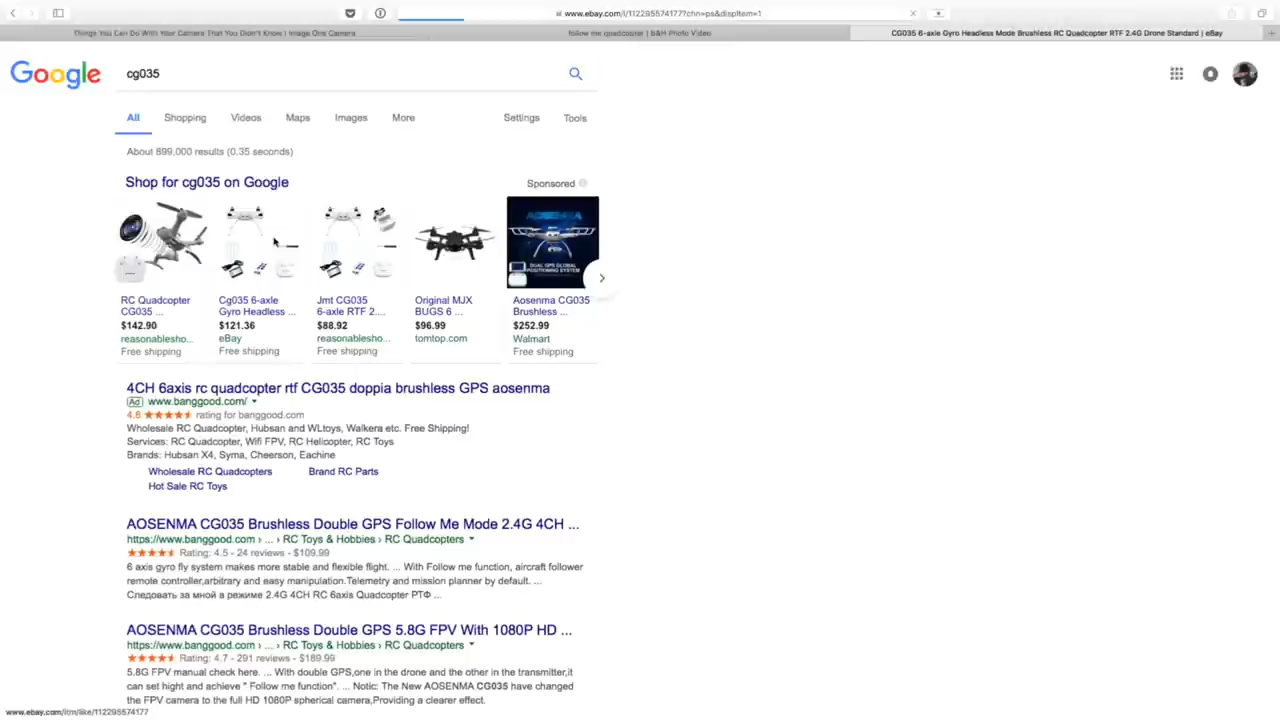 www.ebay.com/i/112295574177?chn=ps&dispItem=1
Things You Can Do With Your Camera That You Didn't Know | Image One Camera
follow me quadcopter | B&H Photo Video
CG035 6-axle Gyro Headless Mode Brushless RC Quadcopter RTF 2.4G Drone Standard | eBay
Google
cg035
All Shopping Videos Maps Images More Settings Tools
About 899,000 results (0.35 seconds)
Shop for cg035 on Google
Sponsored
AOSENMA
DUAL GPS GLOBAL
POSITIONING SYSTEM
RC Quadcopter
CG035 ...
$142.90
reasonablesho...
Free shipping
Cg035 6-axle
Gyro Headless ...
$121.36
eBay
Free shipping
Jmt CG035
6-axle RTF 2....
$88.92
reasonablesho...
Free shipping
Original MJX
BUGS 6 ...
$96.99
tomtop.com
Aosenma CG035
Brushless ...
$252.99
Walmart
Free shipping
4CH 6axis rc quadcopter rtf CG035 doppia brushless GPS aosenma
Ad www.banggood.com/
4.6 rating for banggood.com
Wholesale RC Quadcopter, Hubsan and WLtoys, Walkera etc. Free Shipping!
Services: RC Quadcopter, Wifi FPV, RC Helicopter, RC Toys
Brands: Hubsan X4, Syma, Cheerson, Eachine
Wholesale RC Quadcopters Brand RC Parts
Hot Sale RC Toys
AOSENMA CG035 Brushless Double GPS Follow Me Mode 2.4G 4CH ...
https://www.banggood.com › ... › RC Toys & Hobbies › RC Quadcopters
Rating: 4.5 - 24 reviews - $109.99
6 axis gyro fly system makes more stable and flexible flight. ... With Follow me function, aircraft follower
remote controller,arbitrary and easy manipulation.Telemetry and mission planner by default. ...
Следовать за мной в режиме 2.4G 4CH RC 6axis Quadcopter РТФ ...
AOSENMA CG035 Brushless Double GPS 5.8G FPV With 1080P HD ...
https://www.banggood.com › ... › RC Toys & Hobbies › RC Quadcopters
Rating: 4.7 - 291 reviews - $189.99
5.8G FPV manual check here. ... With double GPS,one in the drone and the other in the transmitter,it
can set hight and achieve " Follow me function". ... Notic: The New AOSENMA CG035 have changed
the FPV camera to the full HD 1080P spherical camera,Providing a clearer effect.
www.ebay.com/itm/like/112295574177